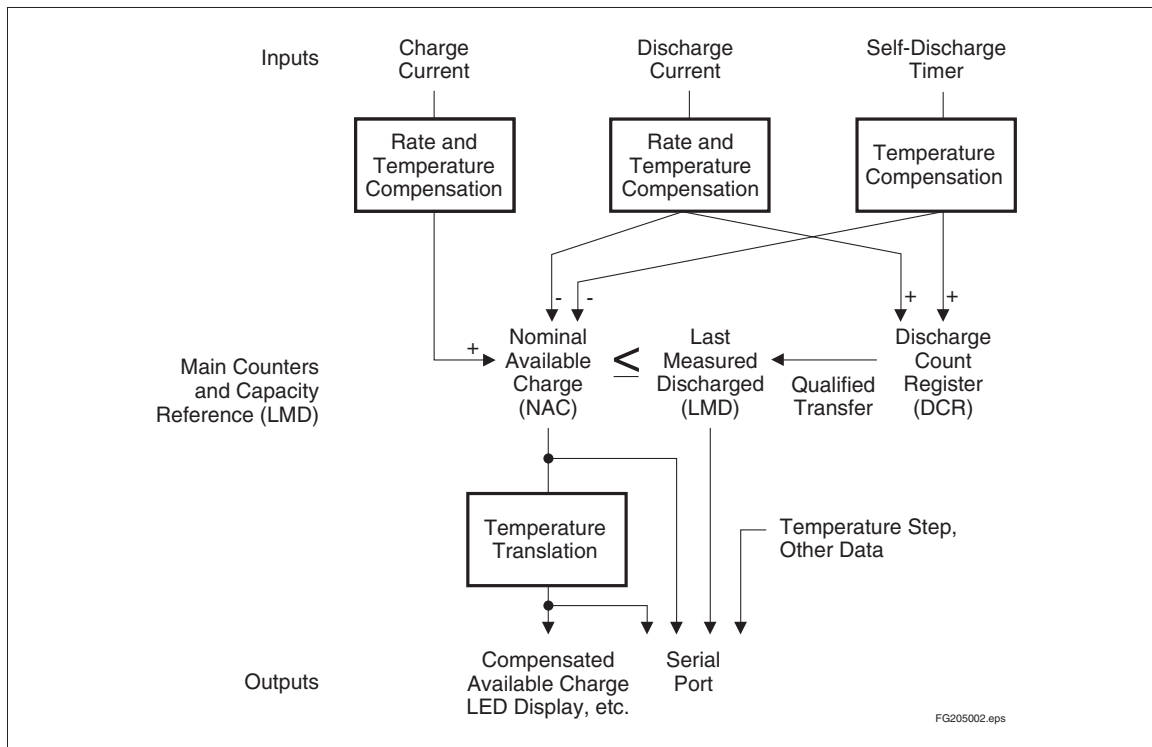 Inputs
Charge
Current
Discharge
Current
Self-Discharge
Timer
Rate and
Temperature
Compensation
Rate and
Temperature
Compensation
Temperature
Compensation
-
-
+
+
+
Main Counters
and Capacity
Reference (LMD)
Nominal
Available
Charge
(NAC)
≤
Last
Measured
Discharged
(LMD)
Qualified
Transfer
Discharge
Count
Register
(DCR)
Temperature
Translation
Temperature Step,
Other Data
Outputs
Compensated
Available Charge
LED Display, etc.
Serial
Port
FG205002.eps